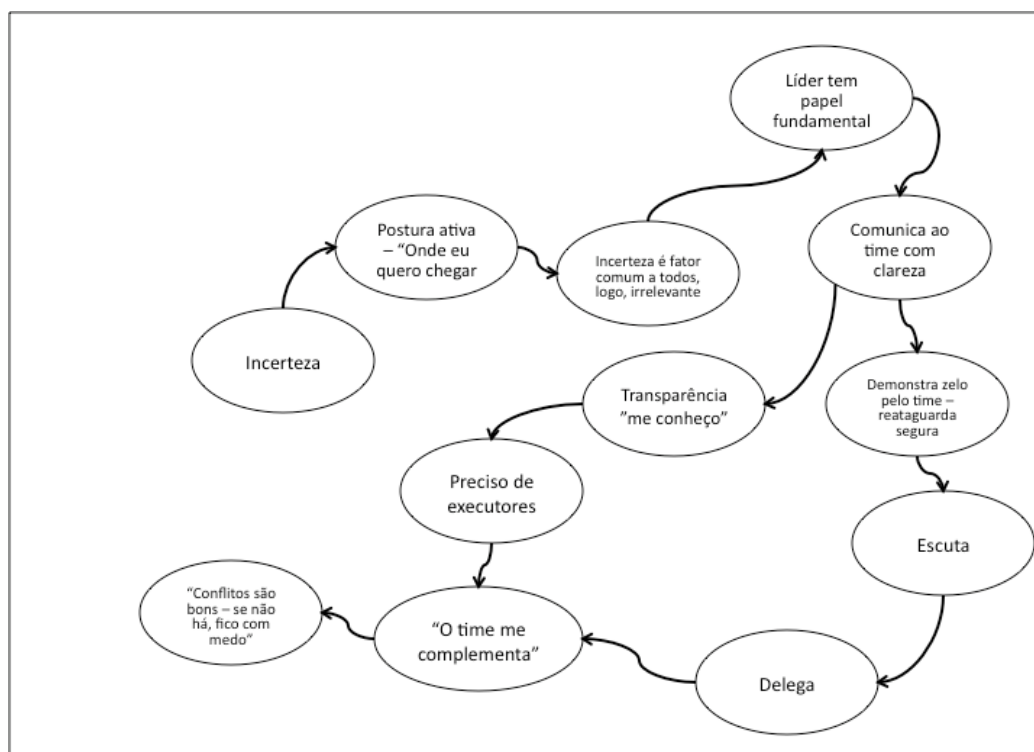 Líder tem
papel
fundamental
Postura ativa
– “Onde eu
quero chegar
Incerteza é fator
comum a todos,
logo, irrelevante
Comunica ao
time com
clareza
Incerteza
Transparência
”me conheço”
Demonstra zelo
pelo time –
reataguarda
segura
Preciso de
executores
Escuta
“Conflitos são
bons – se não
há, fico com
medo“
“O time me
complementa”
Delega